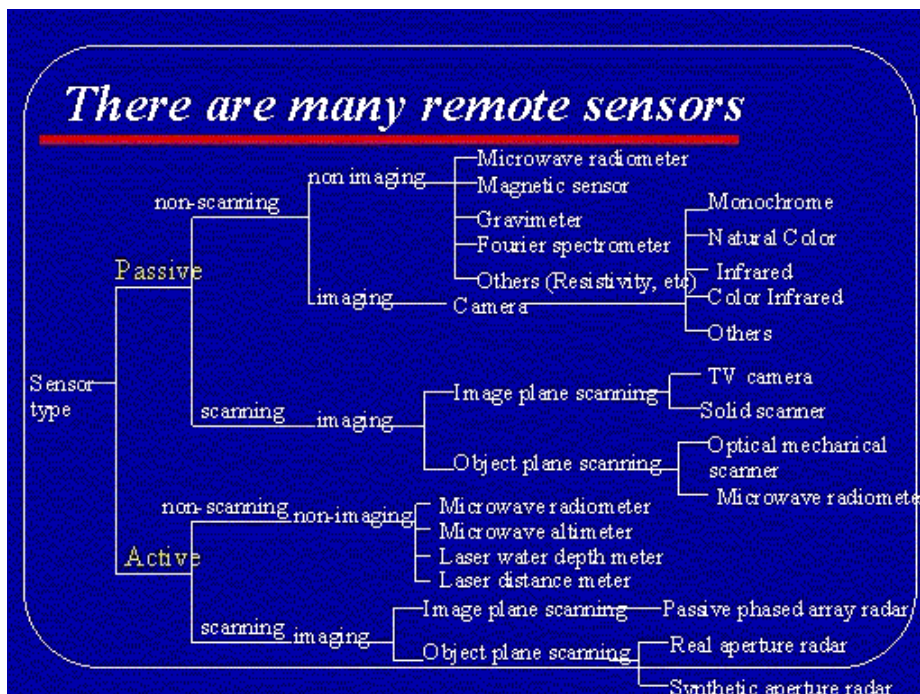 There are many remote sensors
Microwave radiometer
non imaging
Magnetic sensor
non-scanning
Monochrome
Gravimeter
Natural Color
Fourier spectrometer
Passive
Infrared
Others (Resistivity, etc)
imaging
Camera
Color Infrared
Others
Sensor
type
TV camera
Image plane scanning
Solid scanner
scanning
imaging
Optical mechanical
scanner
Object plane scanning
Microwave radiomete
non-scanning
non-imaging
Microwave radiometer
Microwave altimeter
Active
Laser water depth meter
Laser distance meter
scanning
imaging
Image plane scanning
Passive phased array radar
Object plane scanning
Real aperture radar
Synthetic aperture radar